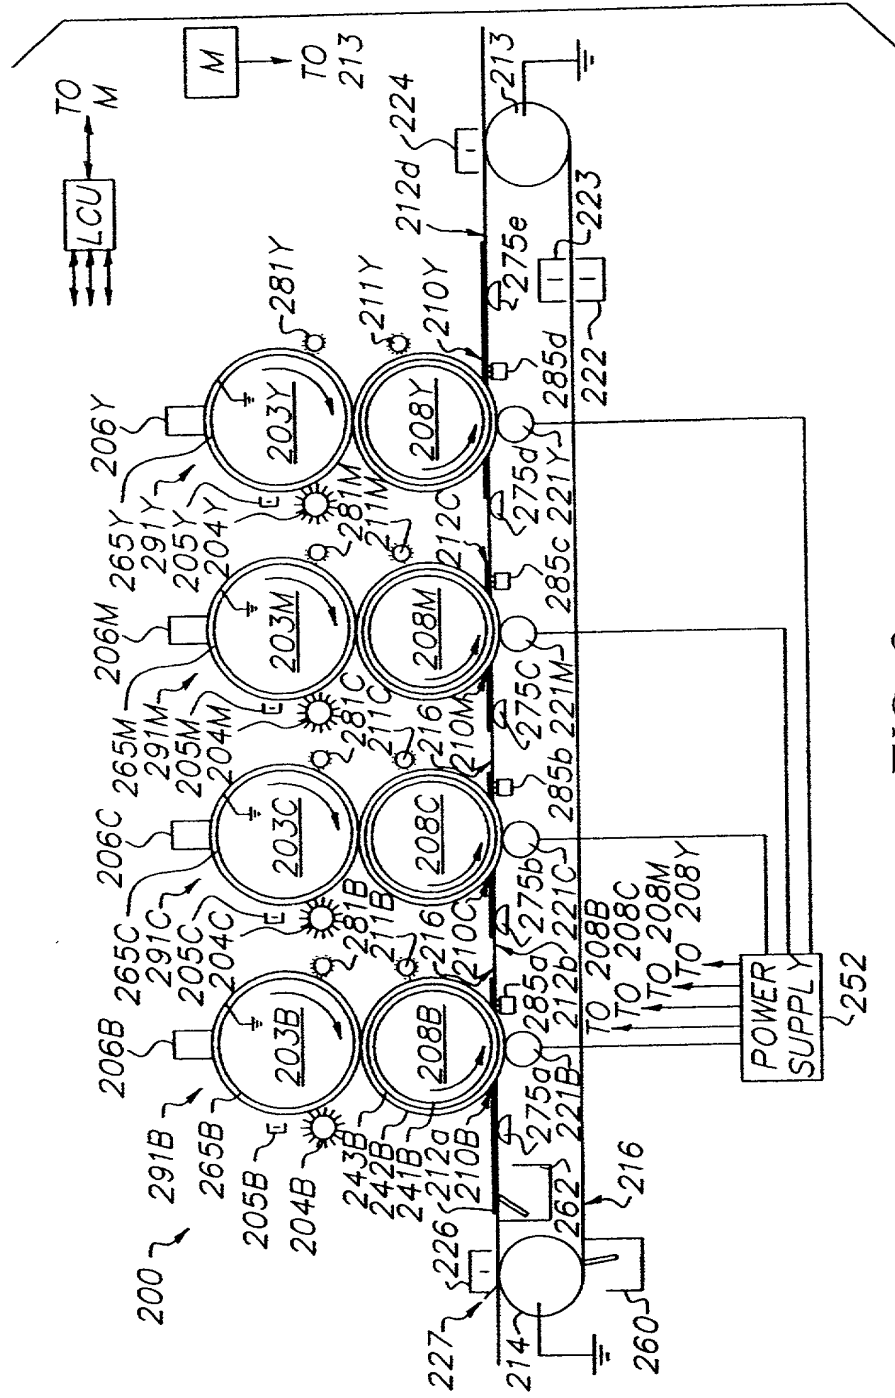 LCU
TO
M
M
TO
213
200
291B
265B
206B
265C
291C
206C
265M
291M
206M
265Y
291Y
206Y
205B
204B
203B
205C
204C
203C
205M
204M
203M
205Y
204Y
203Y
281B
211B
281C
211C
281M
211M
281Y
211Y
243B
242B
241B
208B
208C
208M
208Y
227
226
212a
210B
216
210C
216
210M
212C
210Y
212d
224
213
214
275a
285a
212b
275b
285b
275C
285c
275d
285d
275e
260
262
216
221B
221C
221M
221Y
222
223
TO 208B
TO 208C
TO 208M
TO 208Y
POWER
SUPPLY
252